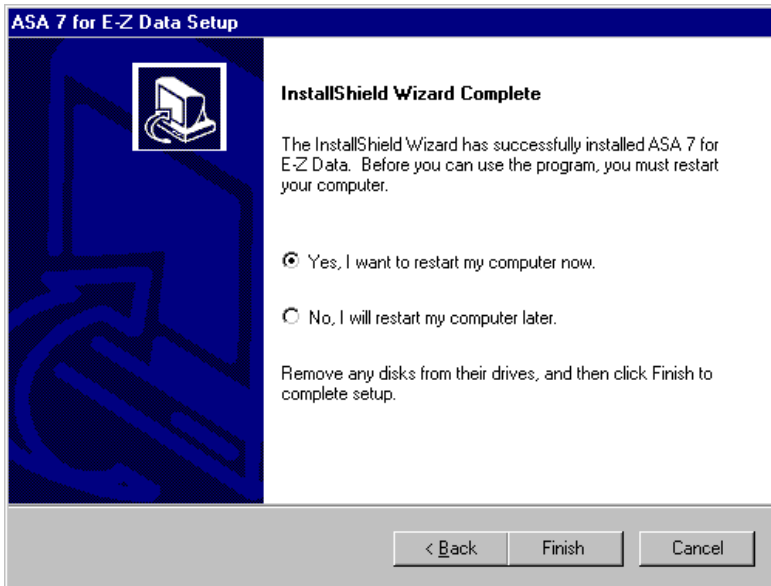 ASA 7 for E-Z Data Setup
InstallShield Wizard Complete
The InstallShield Wizard has successfully installed ASA 7 for
E-Z Data.  Before you can use the program, you must restart
your computer.
Yes, I want to restart my computer now.
No, I will restart my computer later.
Remove any disks from their drives, and then click Finish to
complete setup.
< Back Finish Cancel